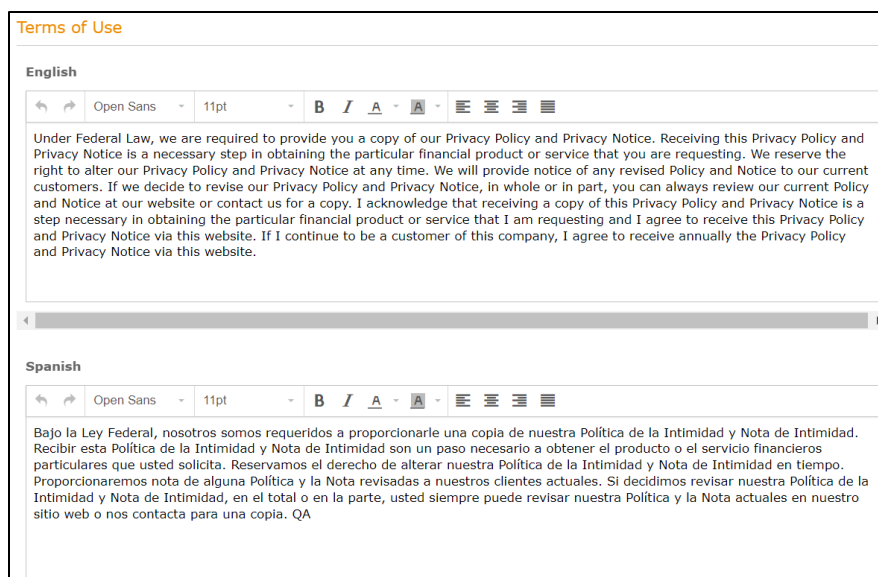 Terms of Use
English
Open Sans 11pt B I A A
Under Federal Law, we are required to provide you a copy of our Privacy Policy and Privacy Notice. Receiving this Privacy Policy and
Privacy Notice is a necessary step in obtaining the particular financial product or service that you are requesting. We reserve the
right to alter our Privacy Policy and Privacy Notice at any time. We will provide notice of any revised Policy and Notice to our current
customers. If we decide to revise our Privacy Policy and Privacy Notice, in whole or in part, you can always review our current Policy
and Notice at our website or contact us for a copy. I acknowledge that receiving a copy of this Privacy Policy and Privacy Notice is a
step necessary in obtaining the particular financial product or service that I am requesting and I agree to receive this Privacy Policy
and Privacy Notice via this website. If I continue to be a customer of this company, I agree to receive annually the Privacy Policy
and Privacy Notice via this website.
Spanish
Open Sans 11pt B I A A
Bajo la Ley Federal, nosotros somos requeridos a proporcionarle una copia de nuestra Política de la Intimidad y Nota de Intimidad.
Recibir esta Política de la Intimidad y Nota de Intimidad son un paso necesario a obtener el producto o el servicio financieros
particulares que usted solicita. Reservamos el derecho de alterar nuestra Política de la Intimidad y Nota de Intimidad en tiempo.
Proporcionaremos nota de alguna Política y la Nota revisadas a nuestros clientes actuales. Si decidimos revisar nuestra Política de la
Intimidad y Nota de Intimidad, en el total o en la parte, usted siempre puede revisar nuestra Política y la Nota actuales en nuestro
sitio web o nos contacta para una copia. QA